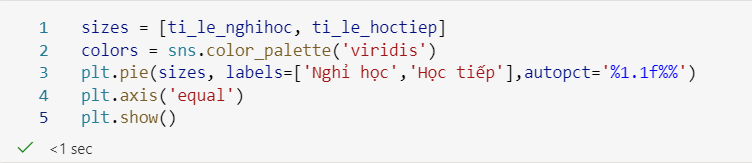 1 sizes = [ti_le_nghihoc, ti_le_hoctiep]
2 colors = sns.color_palette('viridis')
3 plt.pie(sizes, labels=['Nghỉ học','Học tiếp'],autopct='%1.1f%%')
4 plt.axis('equal')
5 plt.show()
<1 sec